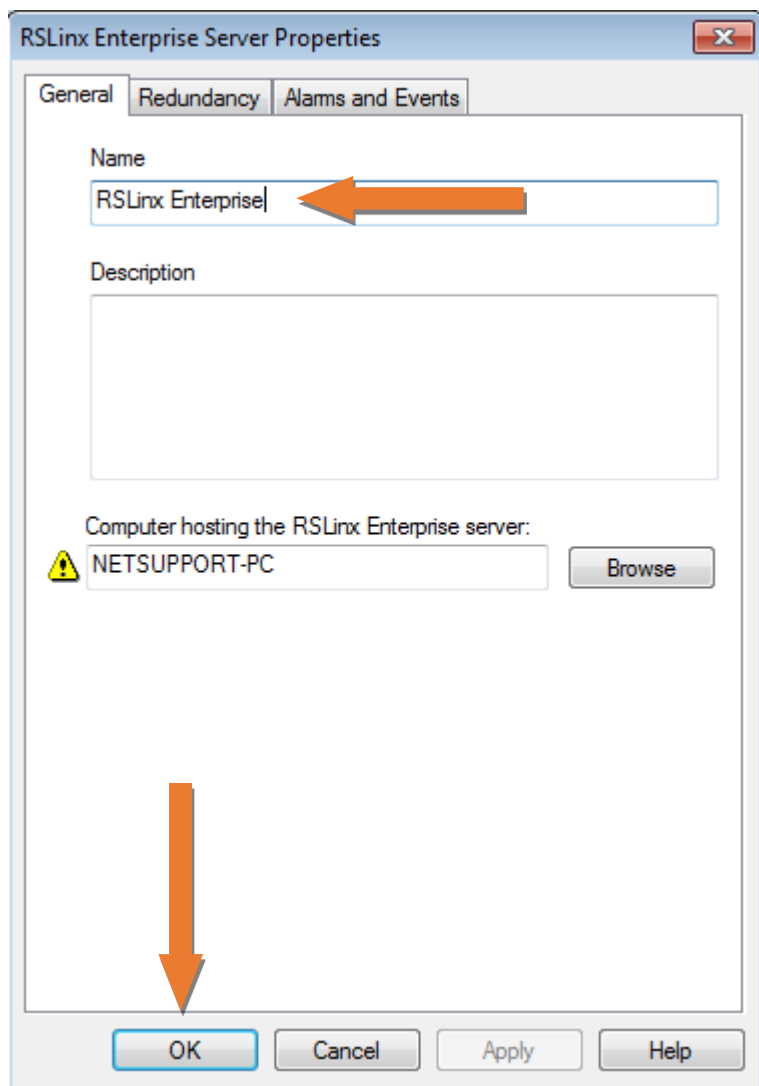 RSLinx Enterprise Server Properties
General Redundancy Alarms and Events
Name
RSLinx Enterprise
Description
Computer hosting the RSLinx Enterprise server:
NETSUPPORT-PC Browse
OK Cancel Apply Help